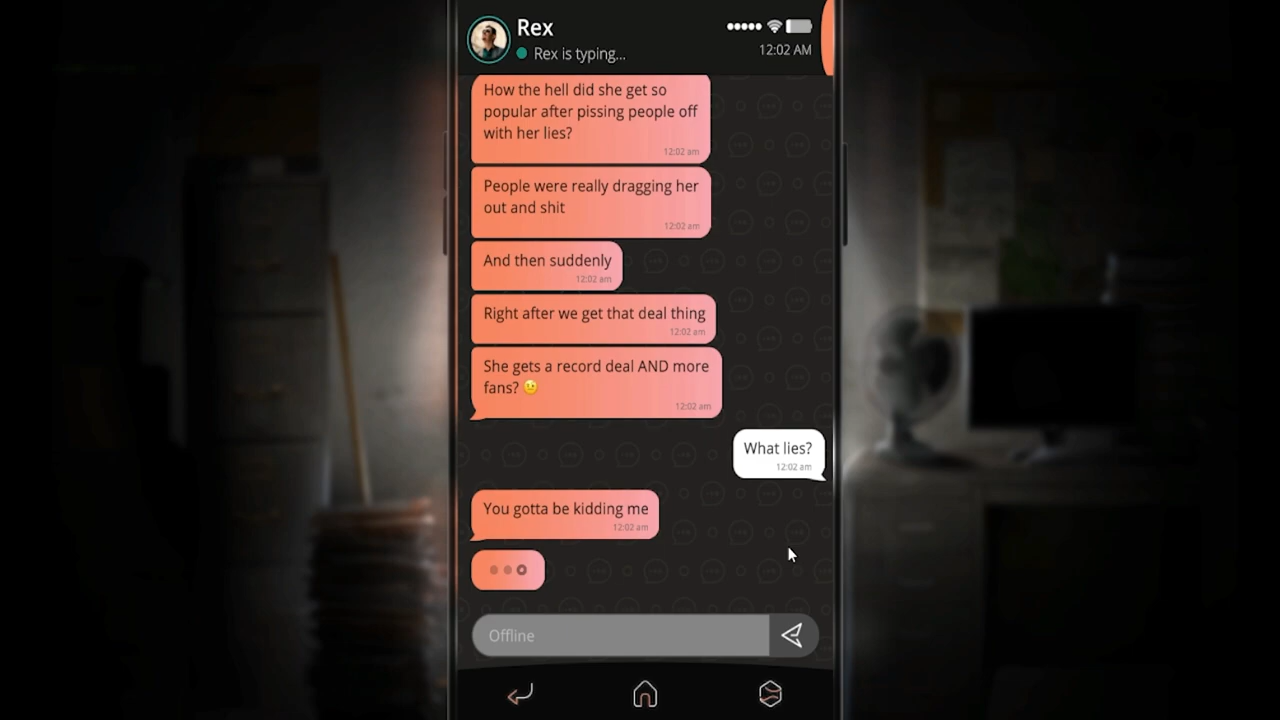 Rex
Rex is typing...
12:02 AM
How the hell did she get so
popular after pissing people off
with her lies?
12:02 am
People were really dragging her
out and shit
12:02 am
And then suddenly
12:02 am
Right after we get that deal thing
12:02 am
She gets a record deal AND more
fans? 😉
12:02 am
What lies?
12:02 am
You gotta be kidding me
12:02 am
Offline